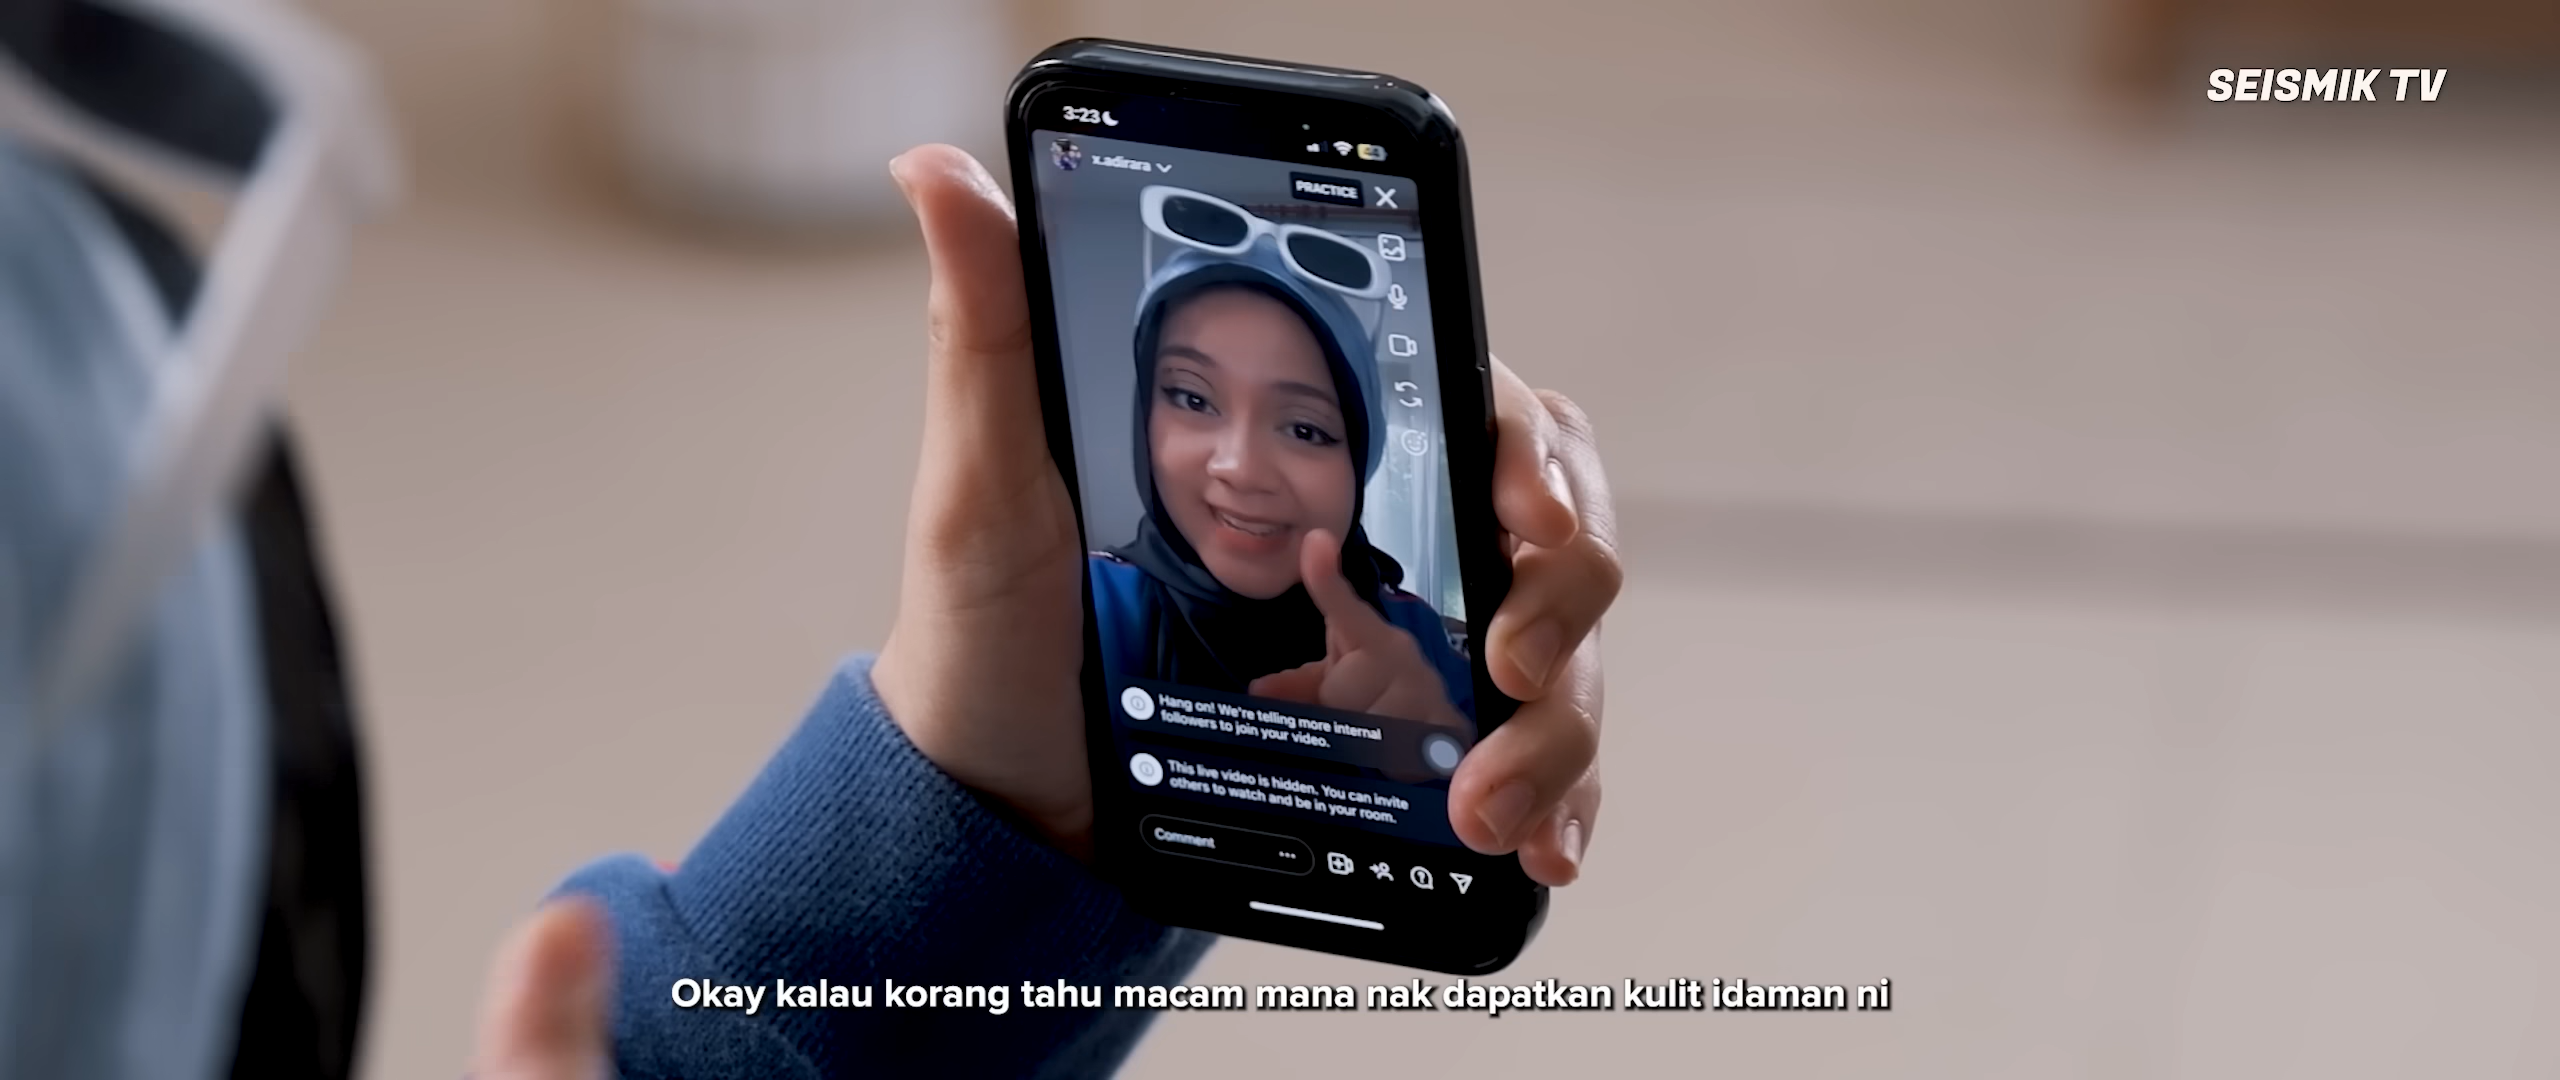 SEISMIK TV
3:23
44
x.adirara
PRACTICE
Hang on! We're telling more internal
followers to join your video.
This live video is hidden. You can invite
others to watch and be in your room.
Comment
Okay kalau korang tahu macam mana nak dapatkan kulit idaman ni